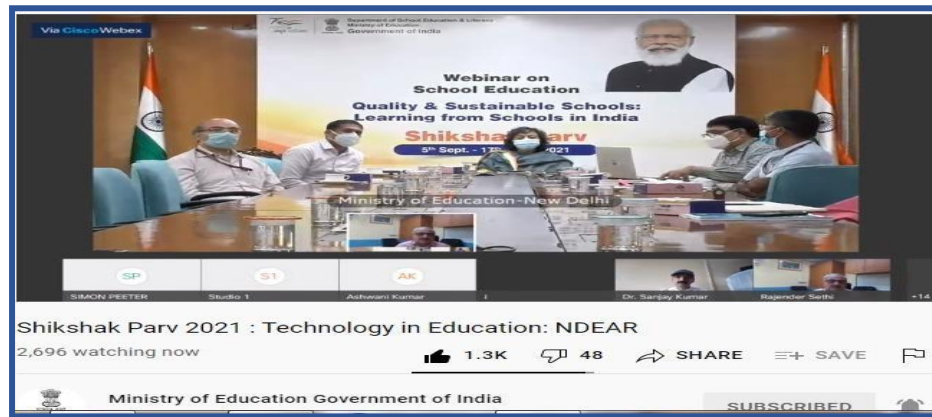 Via Cisco Webex
Department of School Education & Literacy
Ministry of Education
Government of India
Webinar on
School Education
Quality & Sustainable Schools:
Learning from Schools in India
Shikshak Parv
5th Sept. - 2021
Ministry of Education-New Delhi
SP
S1
AK
SIMON PEETER
Studio 1
Ashwani Kumar
Dr. Sanjay Kumar
Rajender Sethi
+14
Shikshak Parv 2021 : Technology in Education: NDEAR
2,696 watching now
1.3K
48
SHARE
SAVE
Ministry of Education Government of India
SUBSCRIBED